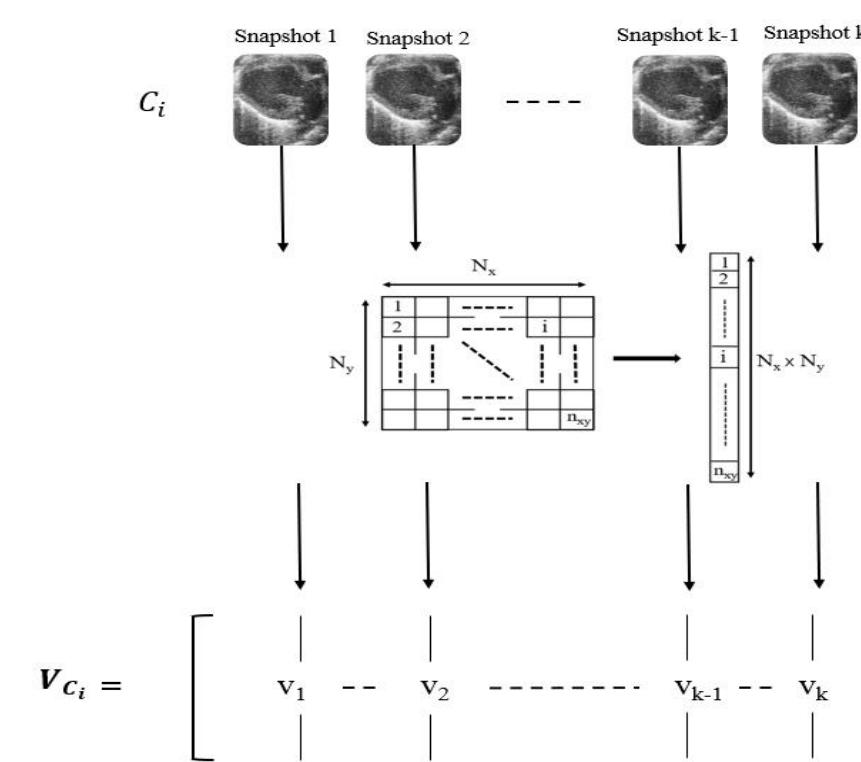 Snapshot 1 Snapshot 2 Snapshot k-1 Snapshot k
C_i
N_x
1
2 i
N_y
n_xy
1
2
i
N_x × N_y
n_xy
V_{C_i} = [ v_1 -- v_2 -------- v_{k-1} -- v_k